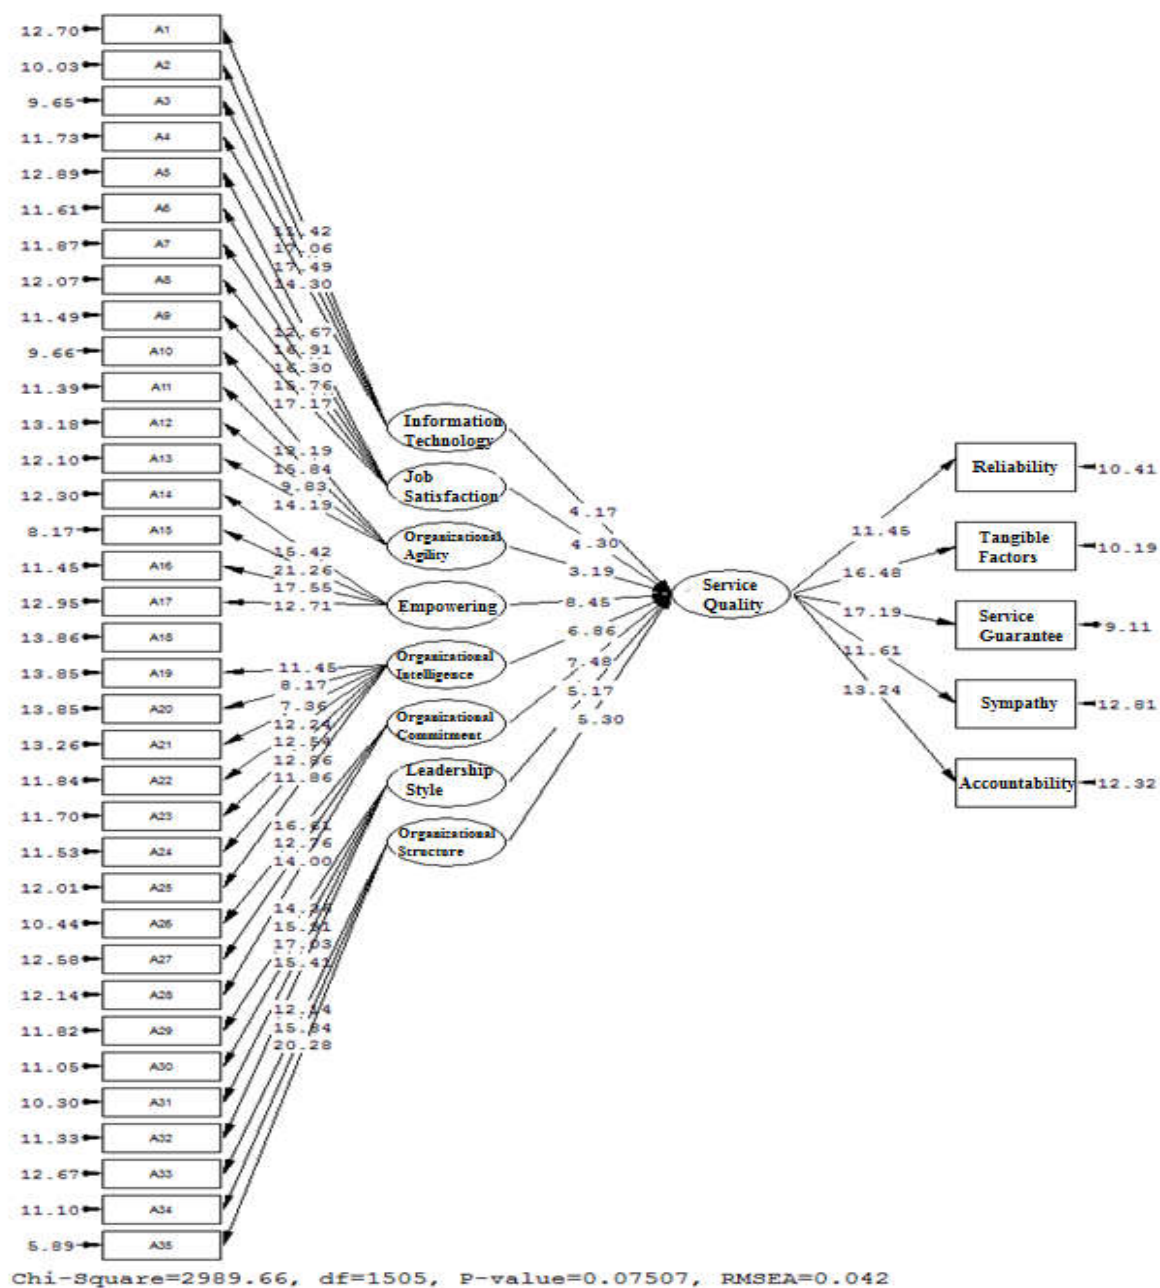 12.70 A1
10.03 A2
9.65 A3
11.73 A4
12.89 A5
11.61 A6
11.87 A7
12.07 A8
11.49 A9
9.66 A10
11.39 A11
13.18 A12
12.10 A13
12.30 A14
8.17 A15
11.45 A16
12.95 A17
13.86 A18
13.85 A19
13.85 A20
13.26 A21
11.84 A22
11.70 A23
11.53 A24
12.01 A25
10.44 A26
12.58 A27
12.14 A28
11.82 A29
11.05 A30
10.30 A31
11.33 A32
12.67 A33
11.10 A34
5.89 A35
11.42
17.06
17.49
14.30
12.67
16.91
16.30
15.76
17.17
15.84
9.83
14.19
15.42
21.26
17.55
12.71
11.45
8.17
7.36
12.24
12.54
12.86
11.86
16.61
12.76
14.00
17.03
15.41
15.84
20.28
Information
Technology
Job
Satisfaction
Organizational
Agility
Empowering
Organizational
Intelligence
Organizational
Commitment
Leadership
Style
Organizational
Structure
4.17
4.30
3.19
8.45
6.86
7.48
5.17
5.30
Service
Quality
11.45
16.48
17.19
11.61
13.24
Reliability
10.41
Tangible
Factors
10.19
Service
Guarantee
9.11
Sympathy
12.81
Accountability
12.32
Chi-Square=2989.66, df=1505, P-value=0.07507, RMSEA=0.042